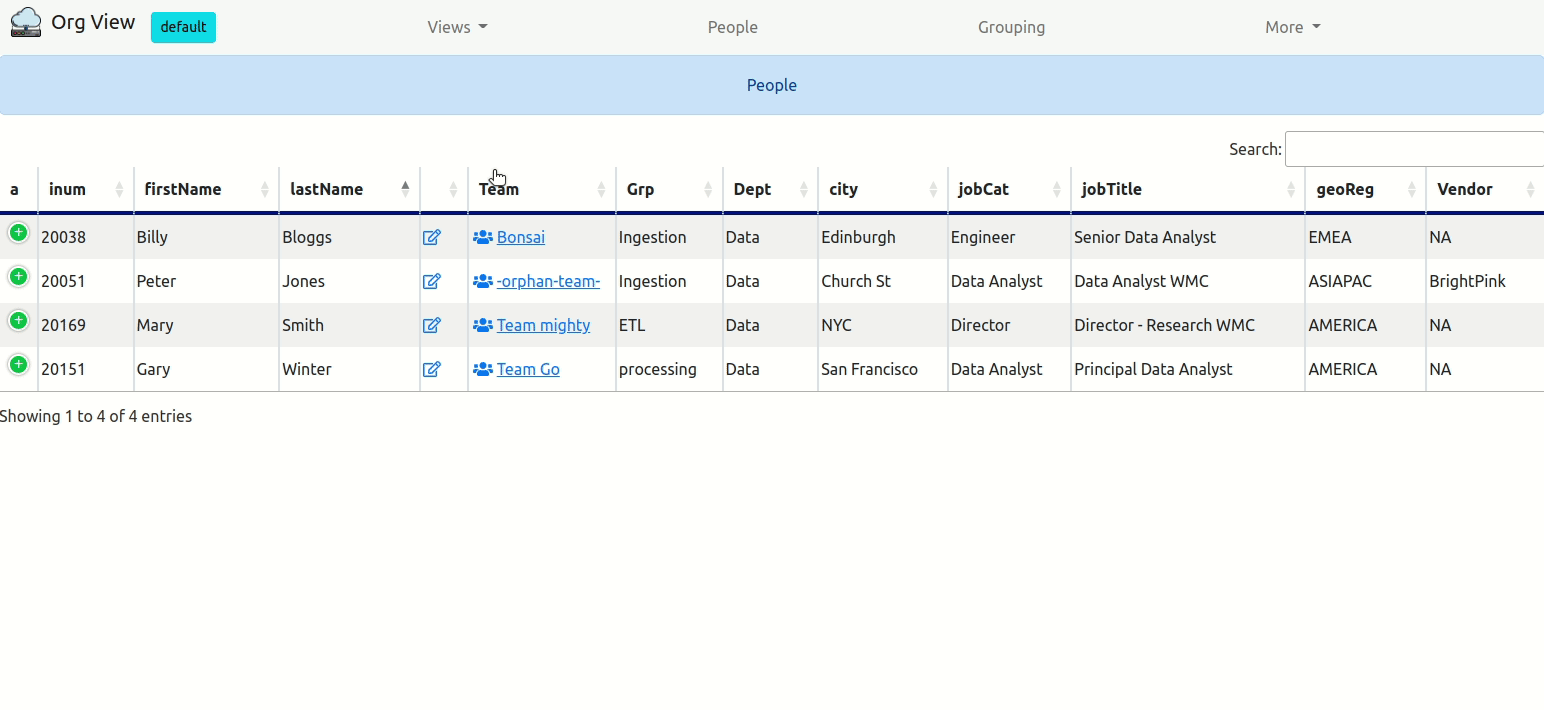 Org View default Views People Grouping More
People
Search:
a inum firstName lastName Team Grp Dept city jobCat jobTitle geoReg Vendor
20038 Billy Bloggs Bonsai Ingestion Data Edinburgh Engineer Senior Data Analyst EMEA NA
20051 Peter Jones -orphan-team- Ingestion Data Church St Data Analyst Data Analyst WMC ASIAPAC BrightPink
20169 Mary Smith Team mighty ETL Data NYC Director Director - Research WMC AMERICA NA
20151 Gary Winter Team Go processing Data San Francisco Data Analyst Principal Data Analyst AMERICA NA
Showing 1 to 4 of 4 entries